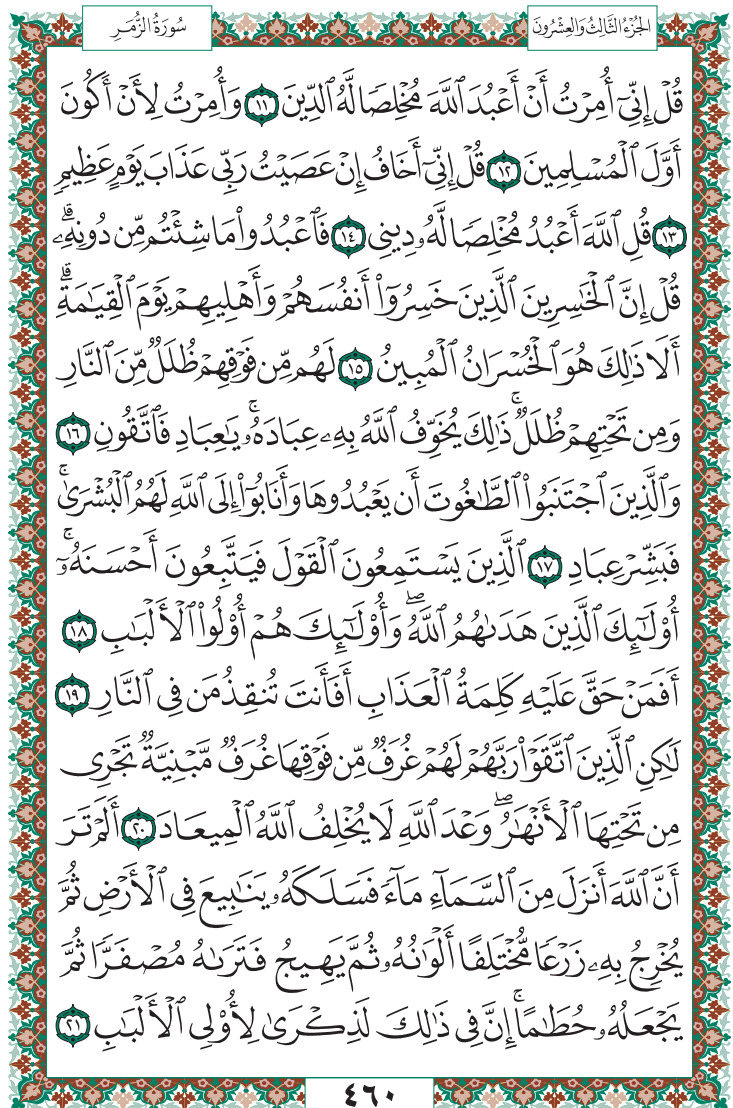 الجُزْءُ الثَّالِثُ وَالعِشْرُونَ
سُورَةُ الزُّمَرِ
قُلْ إِنِّىٓ أُمِرْتُ أَنْ أَعْبُدَ ٱللَّهَ مُخْلِصًا لَّهُ ٱلدِّينَ ١١ وَأُمِرْتُ لِأَنْ أَكُونَ
أَوَّلَ ٱلْمُسْلِمِينَ ١٢ قُلْ إِنِّىٓ أَخَافُ إِنْ عَصَيْتُ رَبِّى عَذَابَ يَوْمٍ عَظِيمٍ
١٣ قُلِ ٱللَّهَ أَعْبُدُ مُخْلِصًا لَّهُۥ دِينِى ١٤ فَٱعْبُدُوا۟ مَا شِئْتُم مِّن دُونِهِۦۗ
قُلْ إِنَّ ٱلْخَـٰسِرِينَ ٱلَّذِينَ خَسِرُوٓا۟ أَنفُسَهُمْ وَأَهْلِيهِمْ يَوْمَ ٱلْقِيَـٰمَةِۗ
أَلَا ذَٰلِكَ هُوَ ٱلْخُسْرَانُ ٱلْمُبِينُ ١٥ لَهُم مِّن فَوْقِهِمْ ظُلَلٌ مِّنَ ٱلنَّارِ
وَمِن تَحْتِهِمْ ظُلَلٌۚ ذَٰلِكَ يُخَوِّفُ ٱللَّهُ بِهِۦ عِبَادَهُۥۚ يَـٰعِبَادِ فَٱتَّقُونِ ١٦
وَٱلَّذِينَ ٱجْتَنَبُوا۟ ٱلطَّـٰغُوتَ أَن يَعْبُدُوهَا وَأَنَابُوٓا۟ إِلَى ٱللَّهِ لَهُمُ ٱلْبُشْرَىٰۚ
فَبَشِّرْ عِبَادِ ١٧ ٱلَّذِينَ يَسْتَمِعُونَ ٱلْقَوْلَ فَيَتَّبِعُونَ أَحْسَنَهُۥٓۚ
أُو۟لَـٰٓئِكَ ٱلَّذِينَ هَدَىٰهُمُ ٱللَّهُۖ وَأُو۟لَـٰٓئِكَ هُمْ أُو۟لُوا۟ ٱلْأَلْبَـٰبِ ١٨
أَفَمَنْ حَقَّ عَلَيْهِ كَلِمَةُ ٱلْعَذَابِ أَفَأَنتَ تُنقِذُ مَن فِى ٱلنَّارِ ١٩
لَـٰكِنِ ٱلَّذِينَ ٱتَّقَوْا۟ رَبَّهُمْ لَهُمْ غُرَفٌ مِّن فَوْقِهَا غُرَفٌ مَّبْنِيَّةٌ تَجْرِى
مِن تَحْتِهَا ٱلْأَنْهَـٰرُۖ وَعْدَ ٱللَّهِ لَا يُخْلِفُ ٱللَّهُ ٱلْمِيعَادَ ٢٠ أَلَمْ تَرَ
أَنَّ ٱللَّهَ أَنزَلَ مِنَ ٱلسَّمَآءِ مَآءً فَسَلَكَهُۥ يَنَـٰبِيعَ فِى ٱلْأَرْضِ ثُمَّ
يُخْرِجُ بِهِۦ زَرْعًا مُّخْتَلِفًا أَلْوَٰنُهُۥ ثُمَّ يَهِيجُ فَتَرَىٰهُ مُصْفَرًّا ثُمَّ
يَجْعَلُهُۥ حُطَـٰمًاۚ إِنَّ فِى ذَٰلِكَ لَذِكْرَىٰ لِأُو۟لِى ٱلْأَلْبَـٰبِ ٢١
٤٦٠